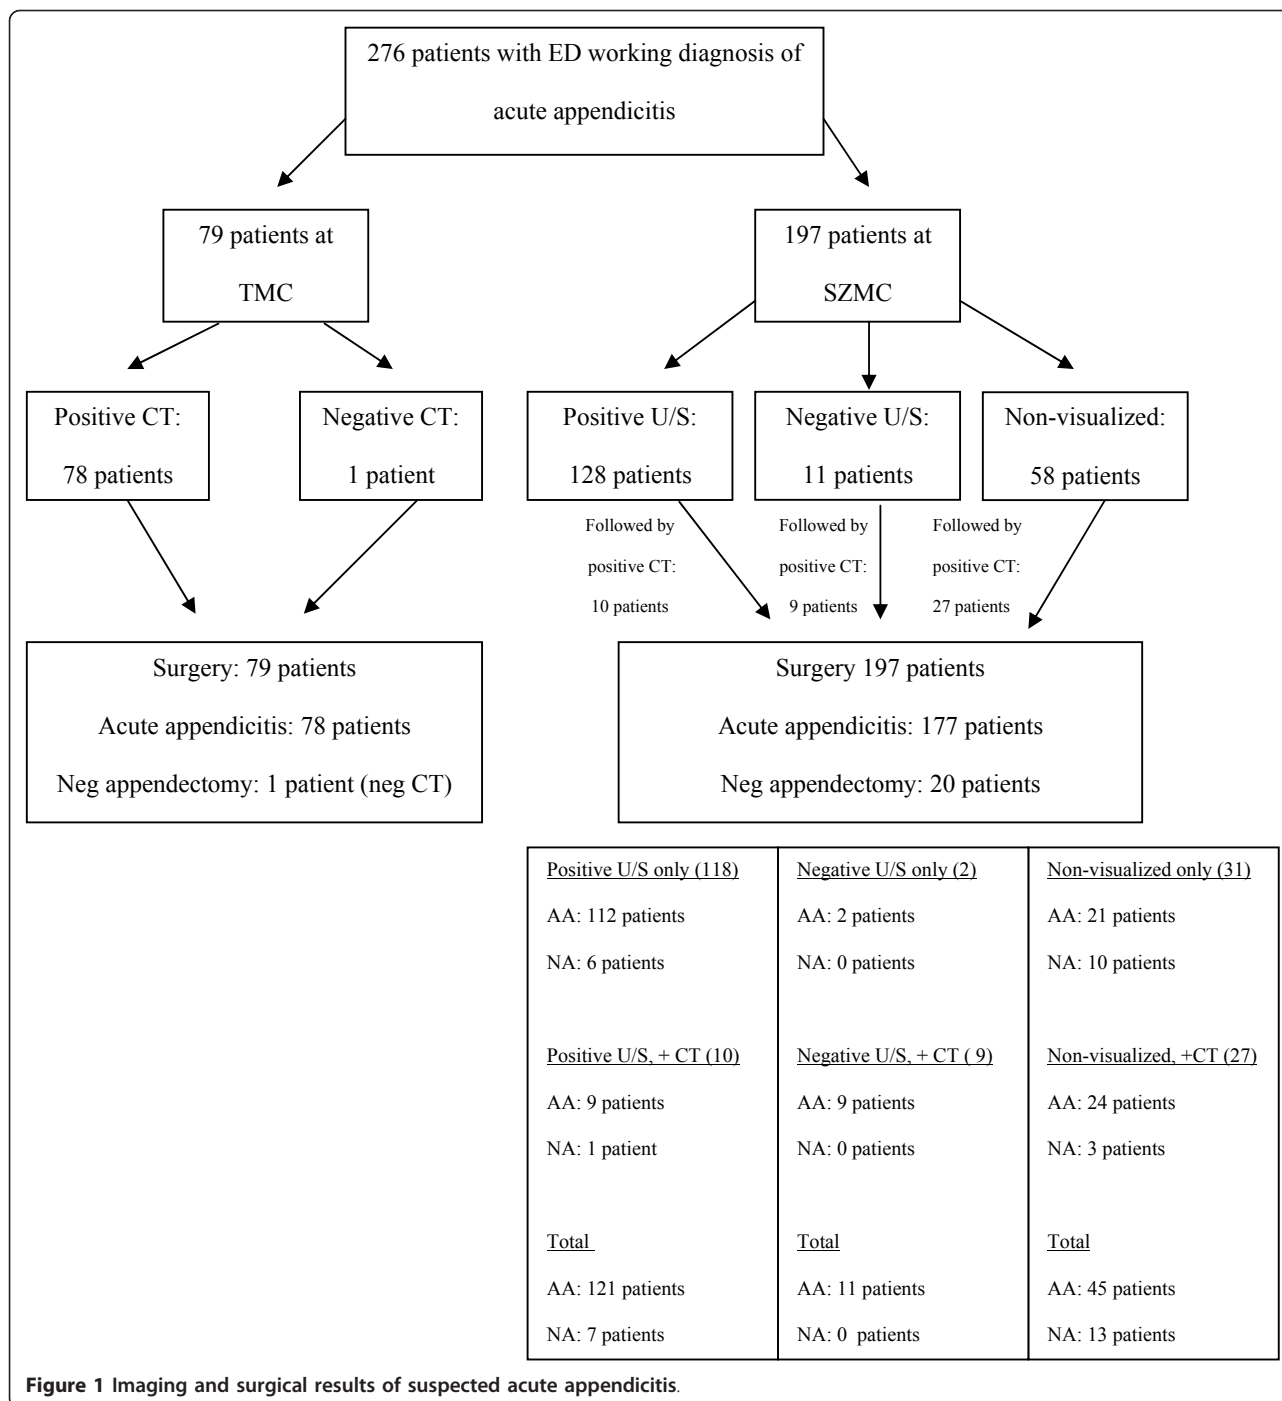 276 patients with ED working diagnosis of
acute appendicitis
79 patients at
TMC
197 patients at
SZMC
Positive CT:
78 patients
Negative CT:
1 patient
Positive U/S:
128 patients
Negative U/S:
11 patients
Non-visualized:
58 patients
Followed by
positive CT:
10 patients
Followed by
positive CT:
9 patients
Followed by
positive CT:
27 patients
Surgery: 79 patients
Acute appendicitis: 78 patients
Neg appendectomy: 1 patient (neg CT)
Surgery 197 patients
Acute appendicitis: 177 patients
Neg appendectomy: 20 patients
Positive U/S only (118)
AA: 112 patients
NA: 6 patients
Positive U/S, + CT (10)
AA: 9 patients
NA: 1 patient
Total
AA: 121 patients
NA: 7 patients
Negative U/S only (2)
AA: 2 patients
NA: 0 patients
Negative U/S, + CT ( 9)
AA: 9 patients
NA: 0 patients
Total
AA: 11 patients
NA: 0 patients
Non-visualized only (31)
AA: 21 patients
NA: 10 patients
Non-visualized, +CT (27)
AA: 24 patients
NA: 3 patients
Total
AA: 45 patients
NA: 13 patients
Figure 1 Imaging and surgical results of suspected acute appendicitis.